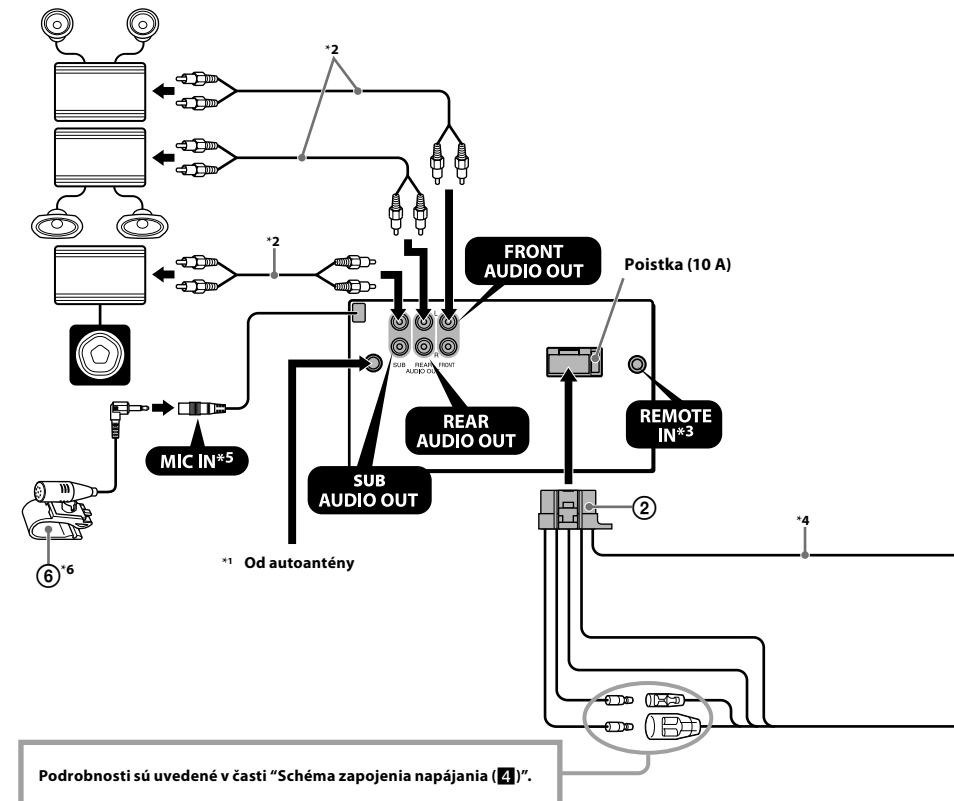 *2
FRONT
AUDIO OUT
Poistka (10 A)
*2
L
R
SUB REAR FRONT
AUDIO OUT
REAR
AUDIO OUT
REMOTE
IN*3
MIC IN*5
SUB
AUDIO OUT
②
*4
⑥*6
*1 Od autoantény
Podrobnosti sú uvedené v časti “Schéma zapojenia napájania (4)”.